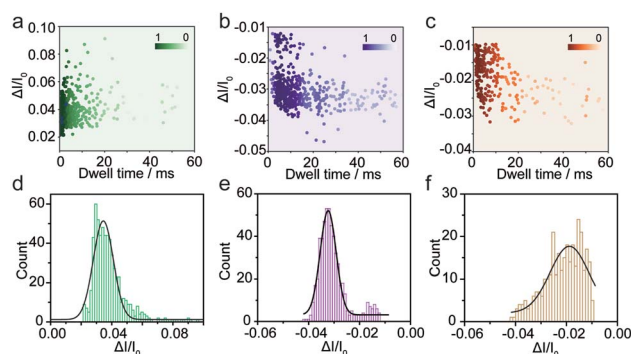 a
1 0
ΔI/I0
0.10
0.08
0.06
0.04
0.02
0 20 40 60
Dwell time / ms
b
1 0
ΔI/I0
-0.01
-0.02
-0.03
-0.04
-0.05
0 20 40 60
Dwell time / ms
c
1 0
ΔI/I0
-0.01
-0.02
-0.03
-0.04
0 20 40 60
Dwell time / ms
d
Count
60
40
20
0
0.00 0.04 0.08
ΔI/I0
e
Count
60
40
20
0
-0.06 -0.04 -0.02 0.00
ΔI/I0
f
Count
30
20
10
0
-0.06 -0.04 -0.02 0.00
ΔI/I0